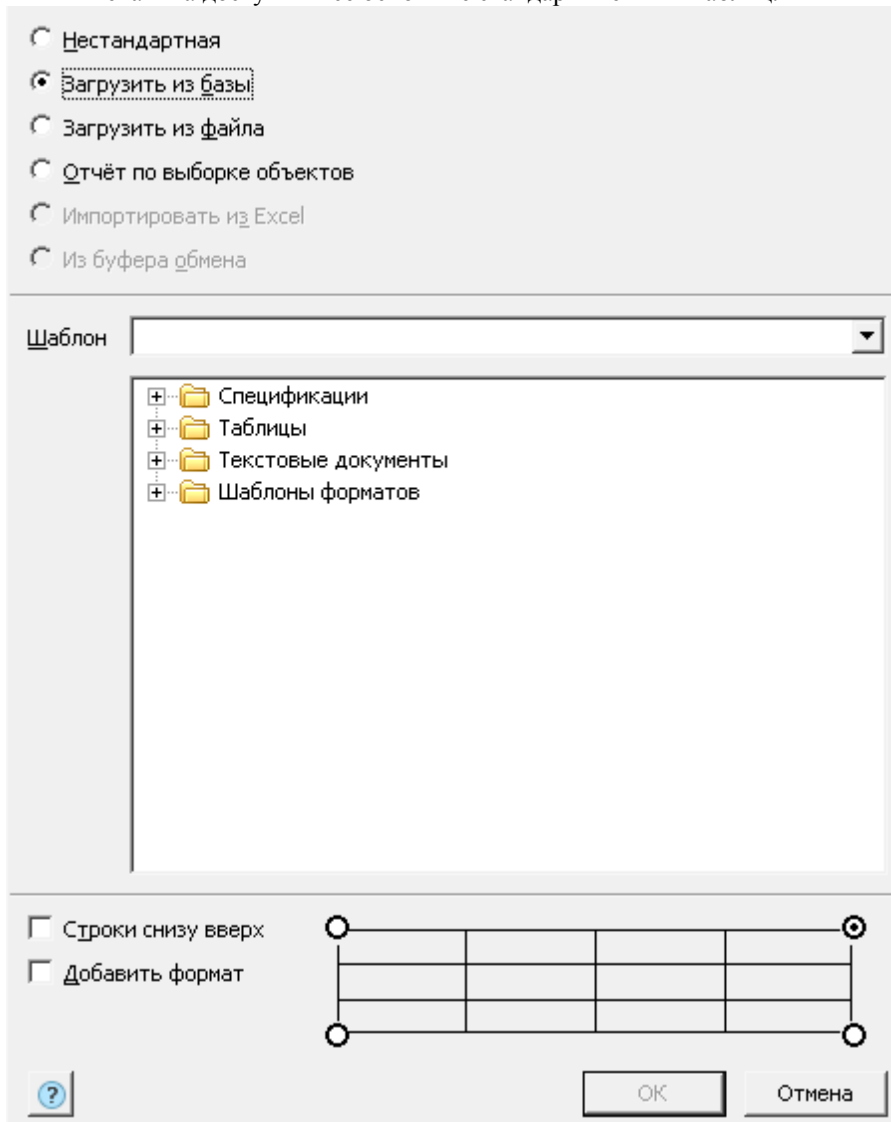 Нестандартная
Загрузить из базы
Загрузить из файла
Отчёт по выборке объектов
Импортировать из Excel
Из буфера обмена
Шаблон
Спецификации
Таблицы
Текстовые документы
Шаблоны форматов
Строки снизу вверх
Добавить формат
?
OK
Отмена